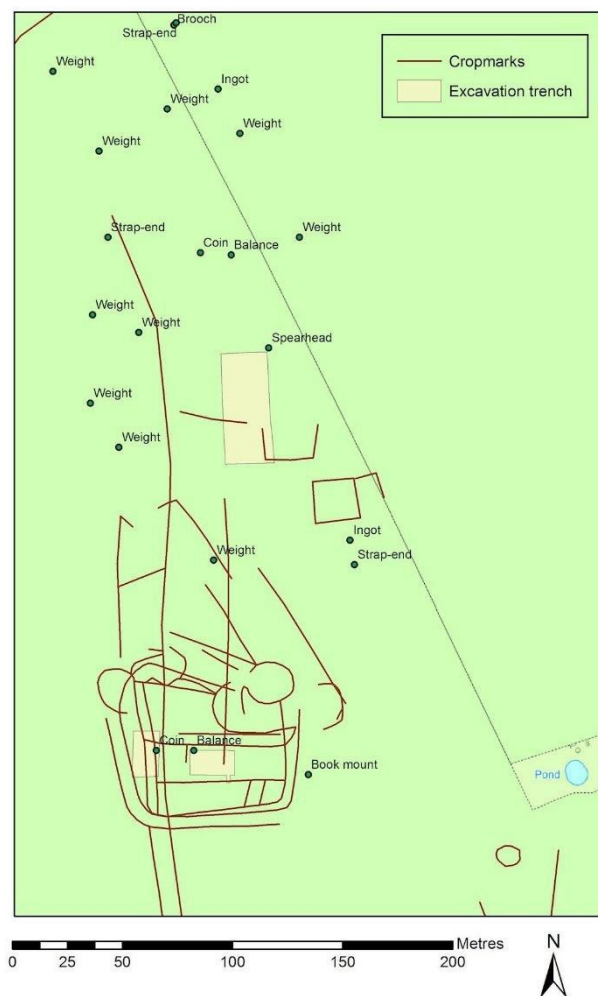 Brooch
Strap-end
Cropmarks
Weight
Ingot
Excavation trench
Weight
Weight
Weight
Strap-end
Weight
Coin
Balance
Weight
Weight
Spearhead
Weight
Weight
Ingot
Weight
Strap-end
Coin
Balance
Book mount
Pond
Metres
N
0 25 50 100 150 200